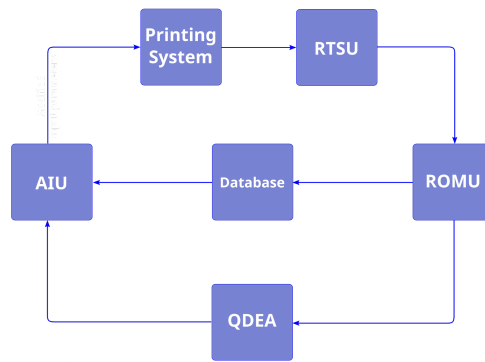 Printing
System
RTSU
AIU
Database
ROMU
QDEA